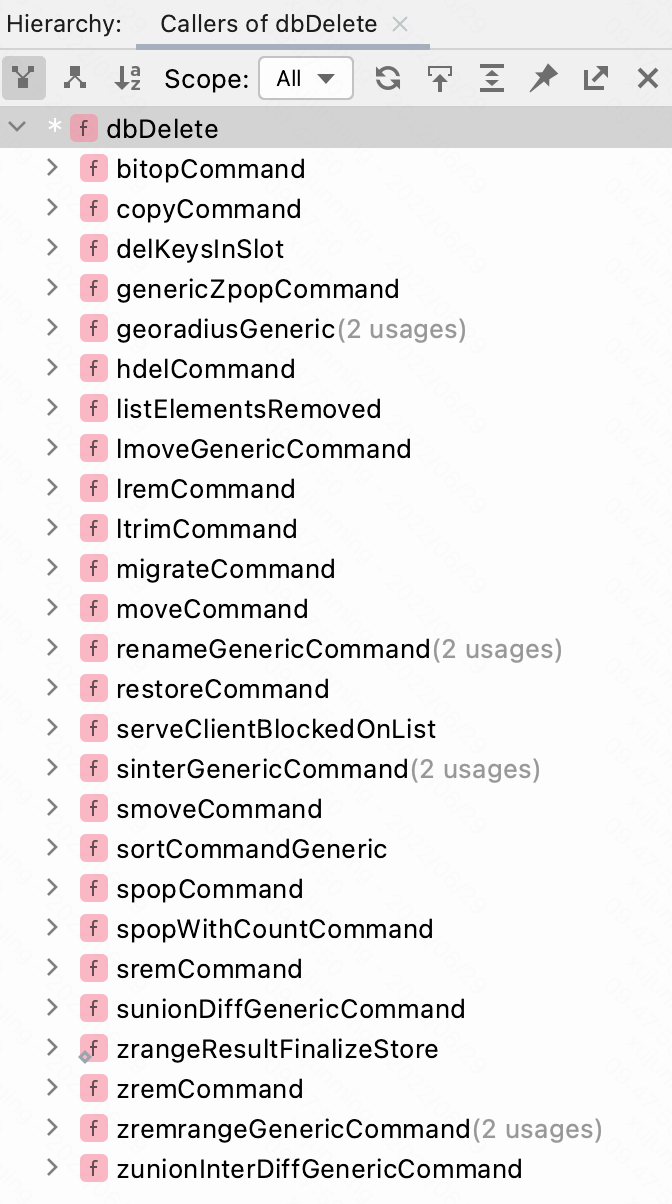 Hierarchy: Callers of dbDelete
Scope: All
* f dbDelete
f bitopCommand
f copyCommand
f delKeysInSlot
f genericZpopCommand
f georadiusGeneric(2 usages)
f hdelCommand
f listElementsRemoved
f lmoveGenericCommand
f lremCommand
f ltrimCommand
f migrateCommand
f moveCommand
f renameGenericCommand(2 usages)
f restoreCommand
f serveClientBlockedOnList
f sinterGenericCommand(2 usages)
f smoveCommand
f sortCommandGeneric
f spopCommand
f spopWithCountCommand
f sremCommand
f sunionDiffGenericCommand
f zrangeResultFinalizeStore
f zremCommand
f zremrangeGenericCommand(2 usages)
f zunionInterDiffGenericCommand